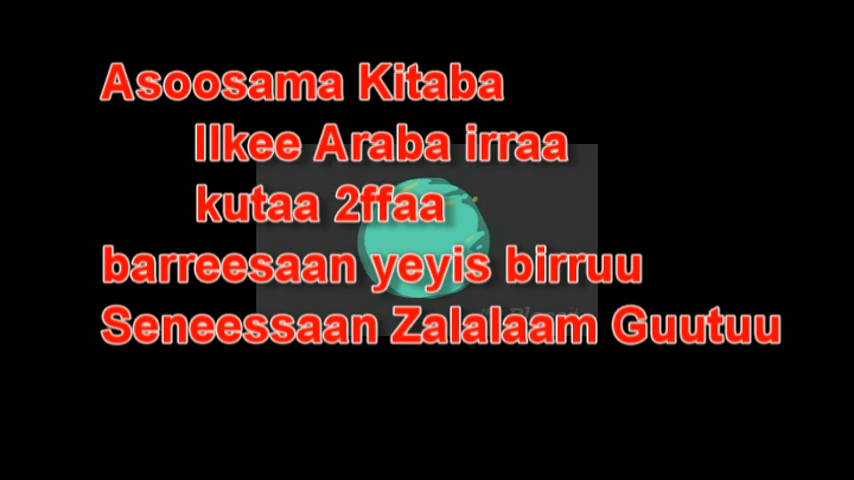 Asoosama Kitaba
Ilkee Araba irraa
kutaa 2ffaa
barreesaan yeyis birruu
Seneessaan Zalalaam Guutuu